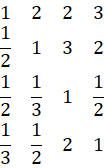 1 2 2 3
1/2 1 3 2
1/2 1/3 1 1/2
1/3 1/2 2 1